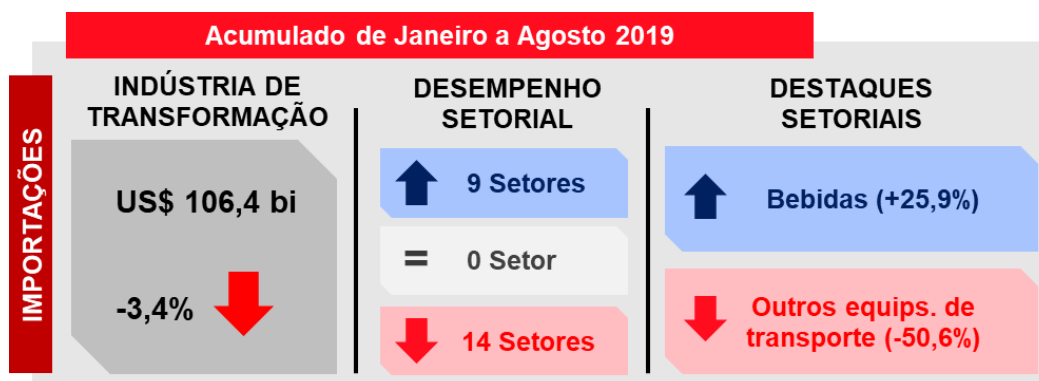 Acumulado de Janeiro a Agosto 2019
IMPORTAÇÕES
INDÚSTRIA DE
TRANSFORMAÇÃO
US$ 106,4 bi
-3,4%
DESEMPENHO
SETORIAL
9 Setores
= 0 Setor
14 Setores
DESTAQUES
SETORIAIS
Bebidas (+25,9%)
Outros equips. de
transporte (-50,6%)